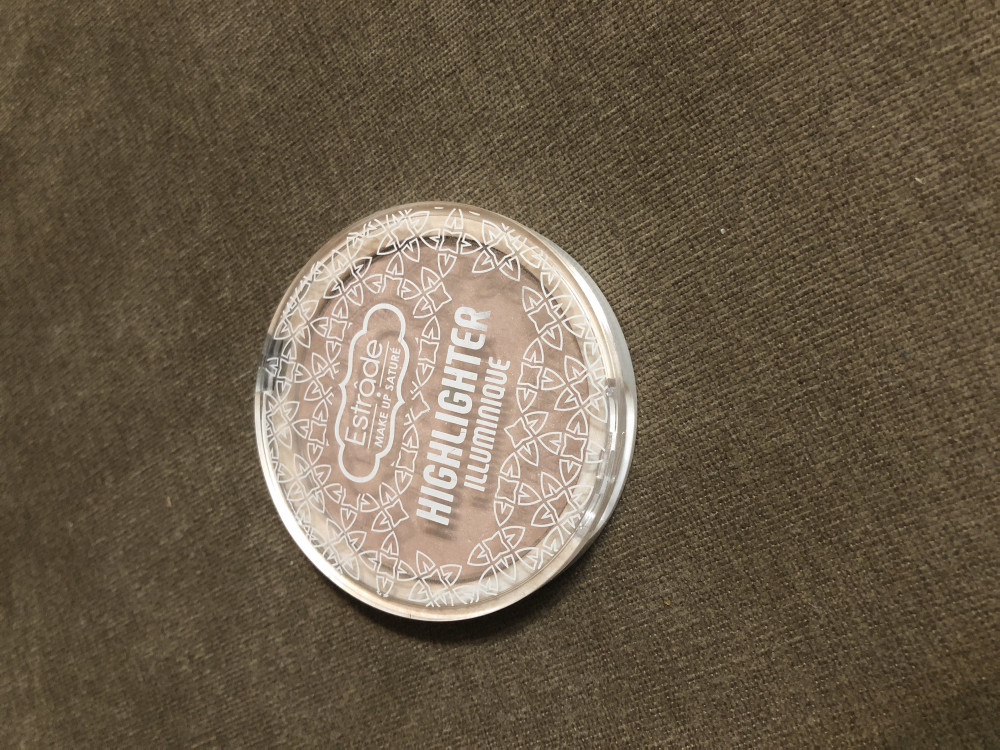 Estrâde
MAKE UP SATURÉ
HIGHLIGHTER
ILLUMINIQUE